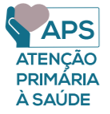 APS
ATENÇÃO
PRIMÁRIA
À SAÚDE